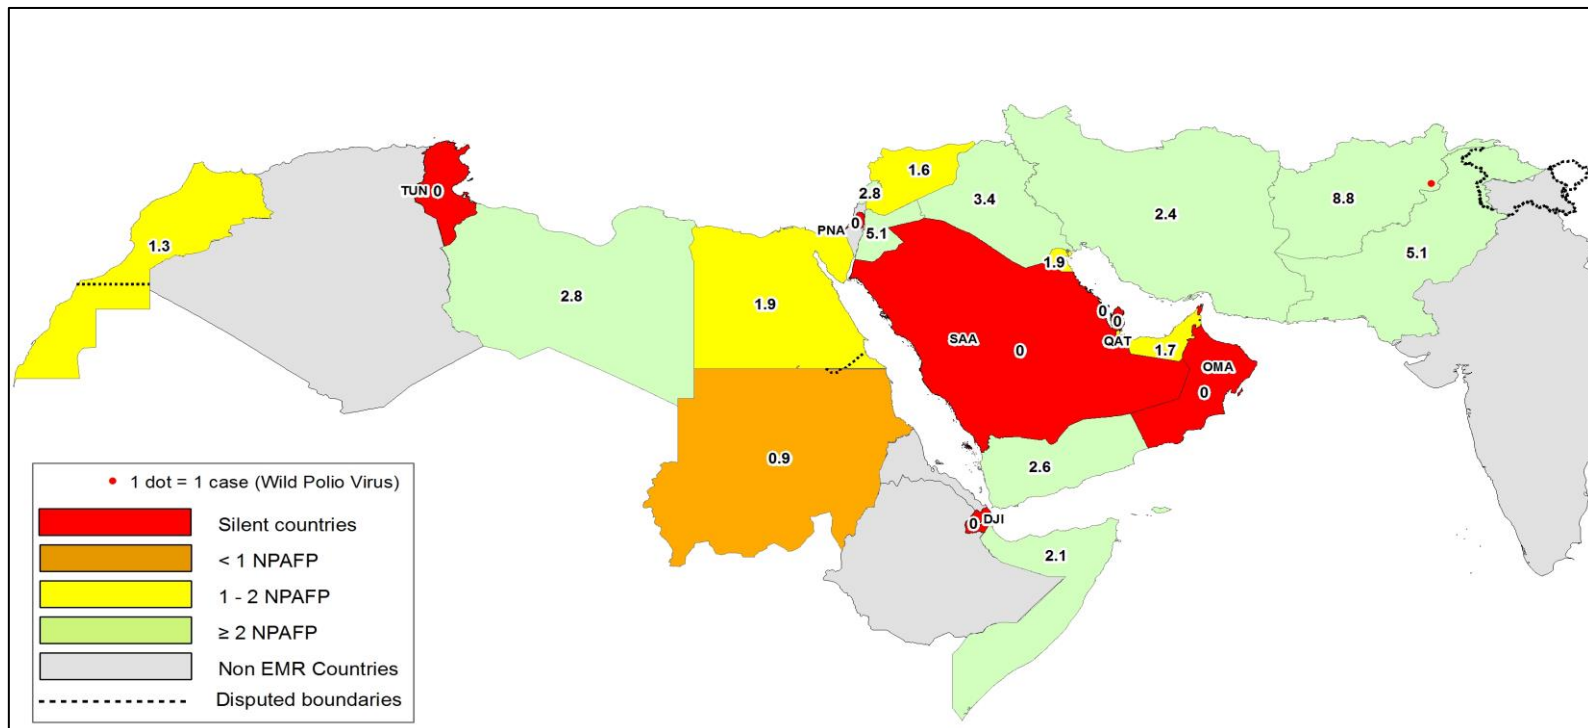 1.6
2.8
3.4
2.4
8.8
TUN 0
PNA 0
5.1
5.1
1.3
1.9
2.8
1.9
0
0
SAA
0
QAT
1.7
OMA
0
0.9
2.6
0 DJI
2.1
1 dot = 1 case (Wild Polio Virus)
Silent countries
< 1 NPAFP
1 - 2 NPAFP
≥ 2 NPAFP
Non EMR Countries
Disputed boundaries